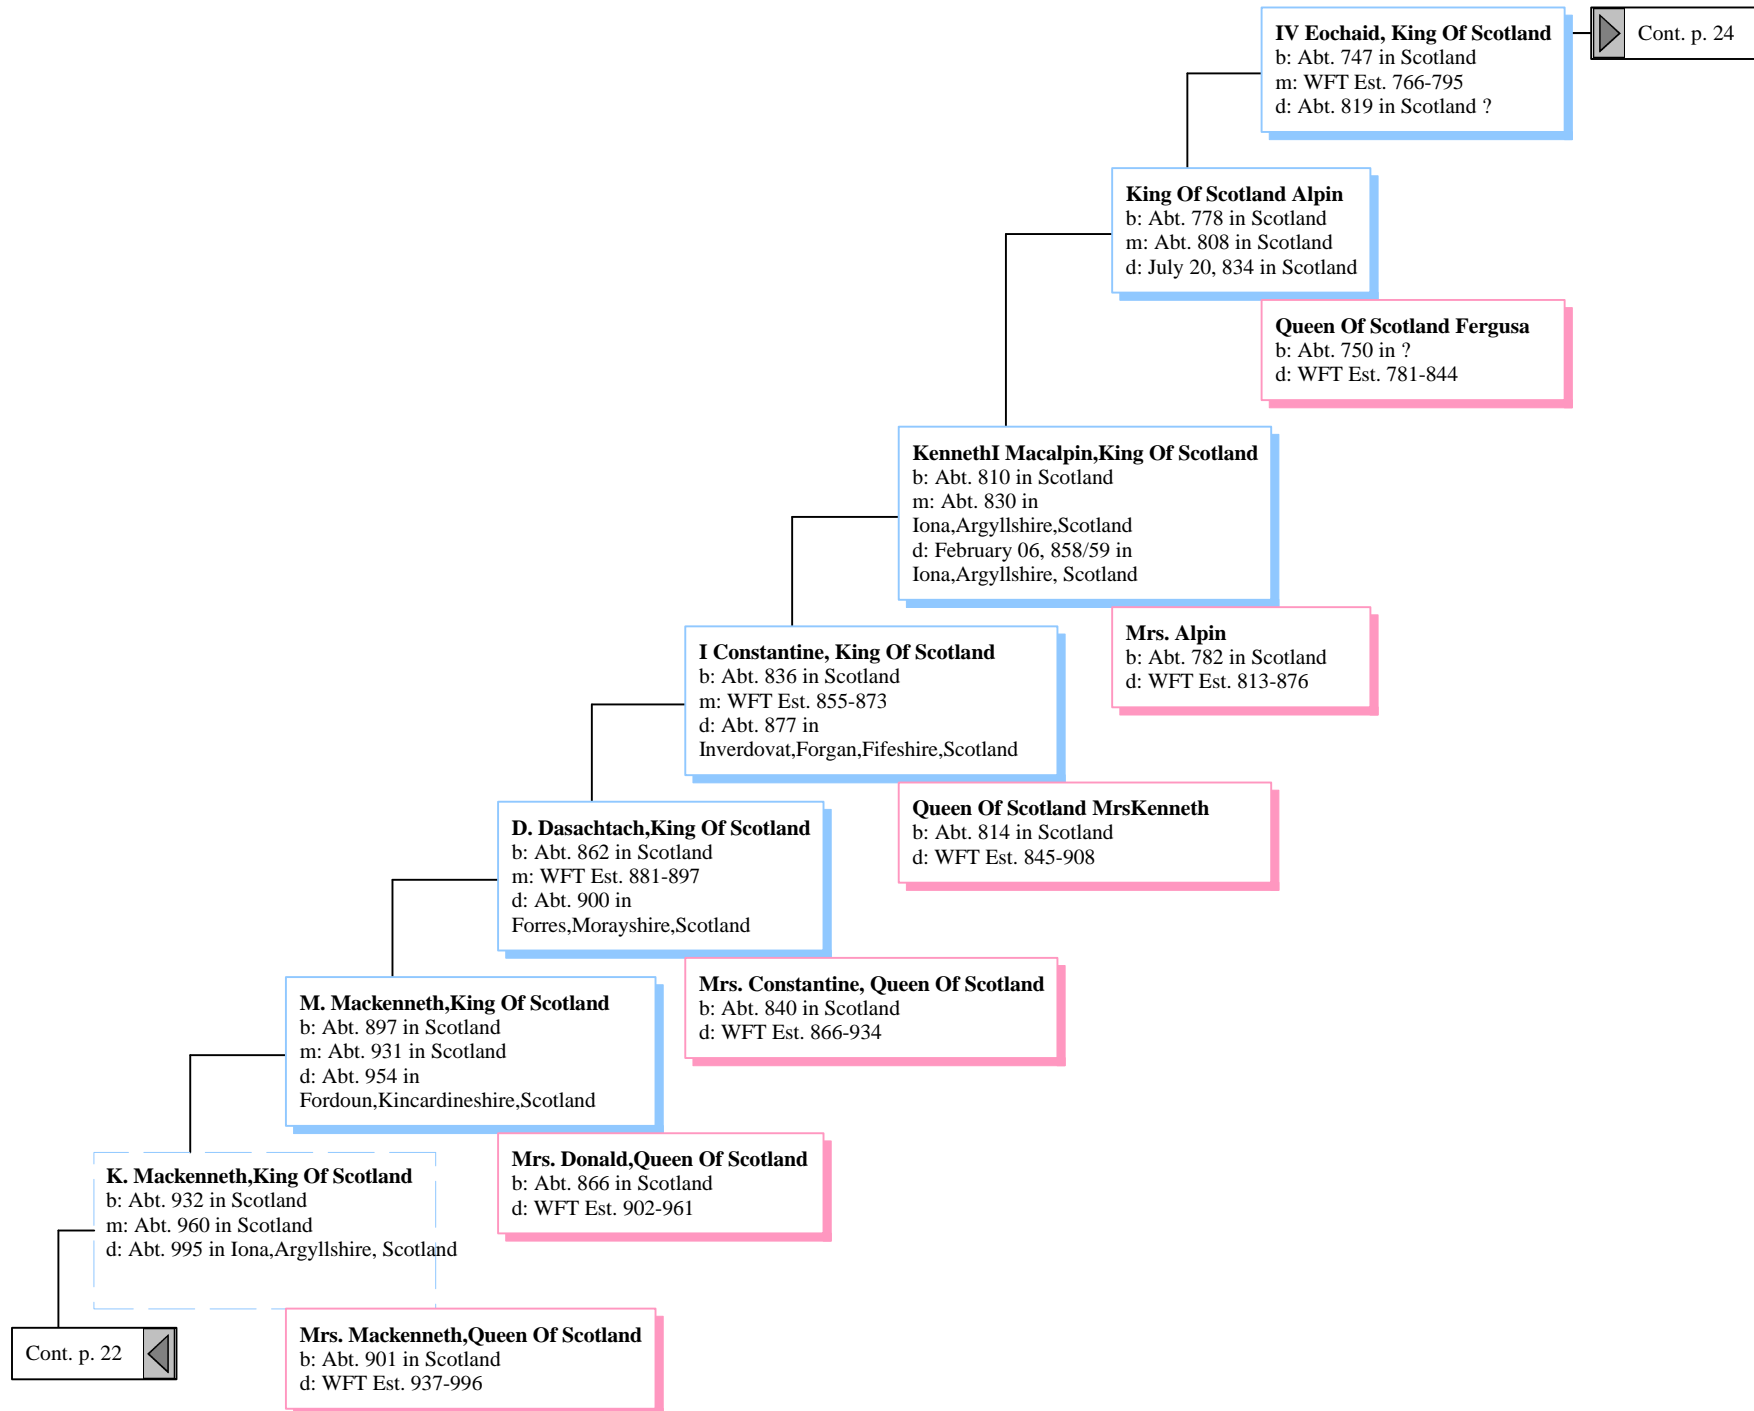 IV Eochaid, King Of Scotland
b: Abt. 747 in Scotland
m: WFT Est. 766-795
d: Abt. 819 in Scotland ?
Cont. p. 24
King Of Scotland Alpin
b: Abt. 778 in Scotland
m: Abt. 808 in Scotland
d: July 20, 834 in Scotland
Queen Of Scotland Fergusa
b: Abt. 750 in ?
d: WFT Est. 781-844
KennethI Macalpin,King Of Scotland
b: Abt. 810 in Scotland
m: Abt. 830 in
Iona,Argyllshire,Scotland
d: February 06, 858/59 in
Iona,Argyllshire, Scotland
Mrs. Alpin
b: Abt. 782 in Scotland
d: WFT Est. 813-876
I Constantine, King Of Scotland
b: Abt. 836 in Scotland
m: WFT Est. 855-873
d: Abt. 877 in
Inverdovat,Forgan,Fifeshire,Scotland
Queen Of Scotland MrsKenneth
b: Abt. 814 in Scotland
d: WFT Est. 845-908
D. Dasachtach,King Of Scotland
b: Abt. 862 in Scotland
m: WFT Est. 881-897
d: Abt. 900 in
Forres,Morayshire,Scotland
Mrs. Constantine, Queen Of Scotland
b: Abt. 840 in Scotland
d: WFT Est. 866-934
M. Mackenneth,King Of Scotland
b: Abt. 897 in Scotland
m: Abt. 931 in Scotland
d: Abt. 954 in
Fordoun,Kincardineshire,Scotland
Mrs. Donald,Queen Of Scotland
b: Abt. 866 in Scotland
d: WFT Est. 902-961
K. Mackenneth,King Of Scotland
b: Abt. 932 in Scotland
m: Abt. 960 in Scotland
d: Abt. 995 in Iona,Argyllshire, Scotland
Mrs. Mackenneth,Queen Of Scotland
b: Abt. 901 in Scotland
d: WFT Est. 937-996
Cont. p. 22